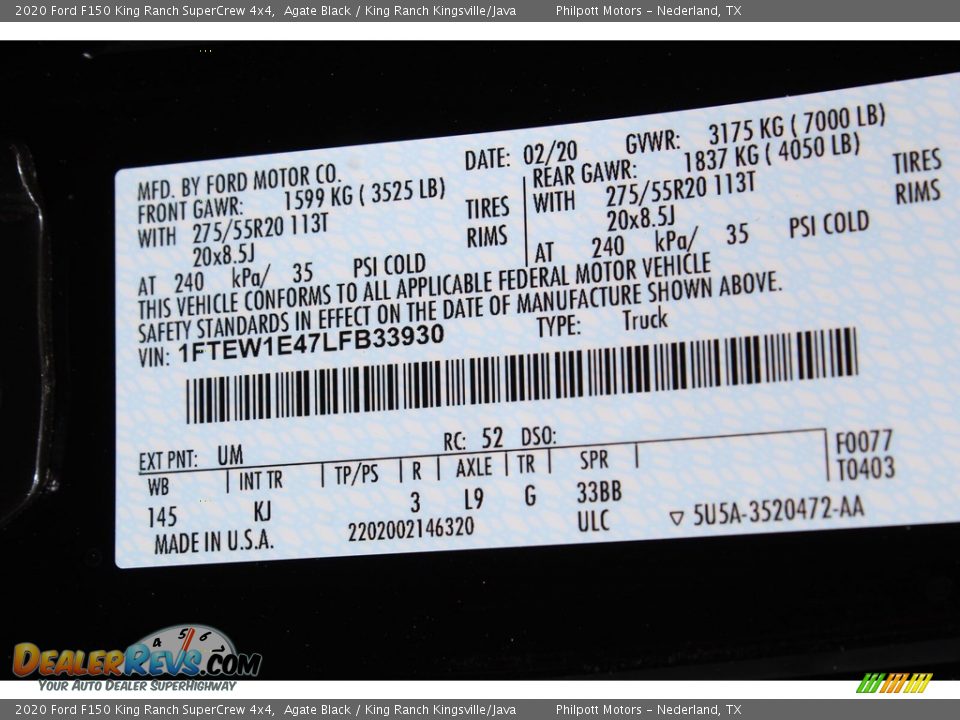 2020 Ford F150 King Ranch SuperCrew 4x4, Agate Black / King Ranch Kingsville/Java Philpott Motors - Nederland, TX
MFD. BY FORD MOTOR CO. DATE: 02/20 GVWR: 3175 KG ( 7000 LB)
FRONT GAWR: 1599 KG ( 3525 LB) REAR GAWR: 1837 KG ( 4050 LB)
WITH 275/55R20 113T TIRES WITH 275/55R20 113T TIRES
20x8.5J RIMS 20x8.5J RIMS
AT 240 kPa/ 35 PSI COLD AT 240 kPa/ 35 PSI COLD
THIS VEHICLE CONFORMS TO ALL APPLICABLE FEDERAL MOTOR VEHICLE
SAFETY STANDARDS IN EFFECT ON THE DATE OF MANUFACTURE SHOWN ABOVE.
VIN: 1FTEW1E47LFB33930 TYPE: Truck
EXT PNT: UM RC: 52 DSO: F0077
WB INT TR TP/PS R AXLE TR SPR T0403
145 KJ 3 L9 G 33BB
MADE IN U.S.A. 2202002146320 ULC ▽ 5U5A-3520472-AA
4 5 6
DEALERREVS.COM
YOUR AUTO DEALER SUPERHIGHWAY
2020 Ford F150 King Ranch SuperCrew 4x4, Agate Black / King Ranch Kingsville/Java Philpott Motors - Nederland, TX